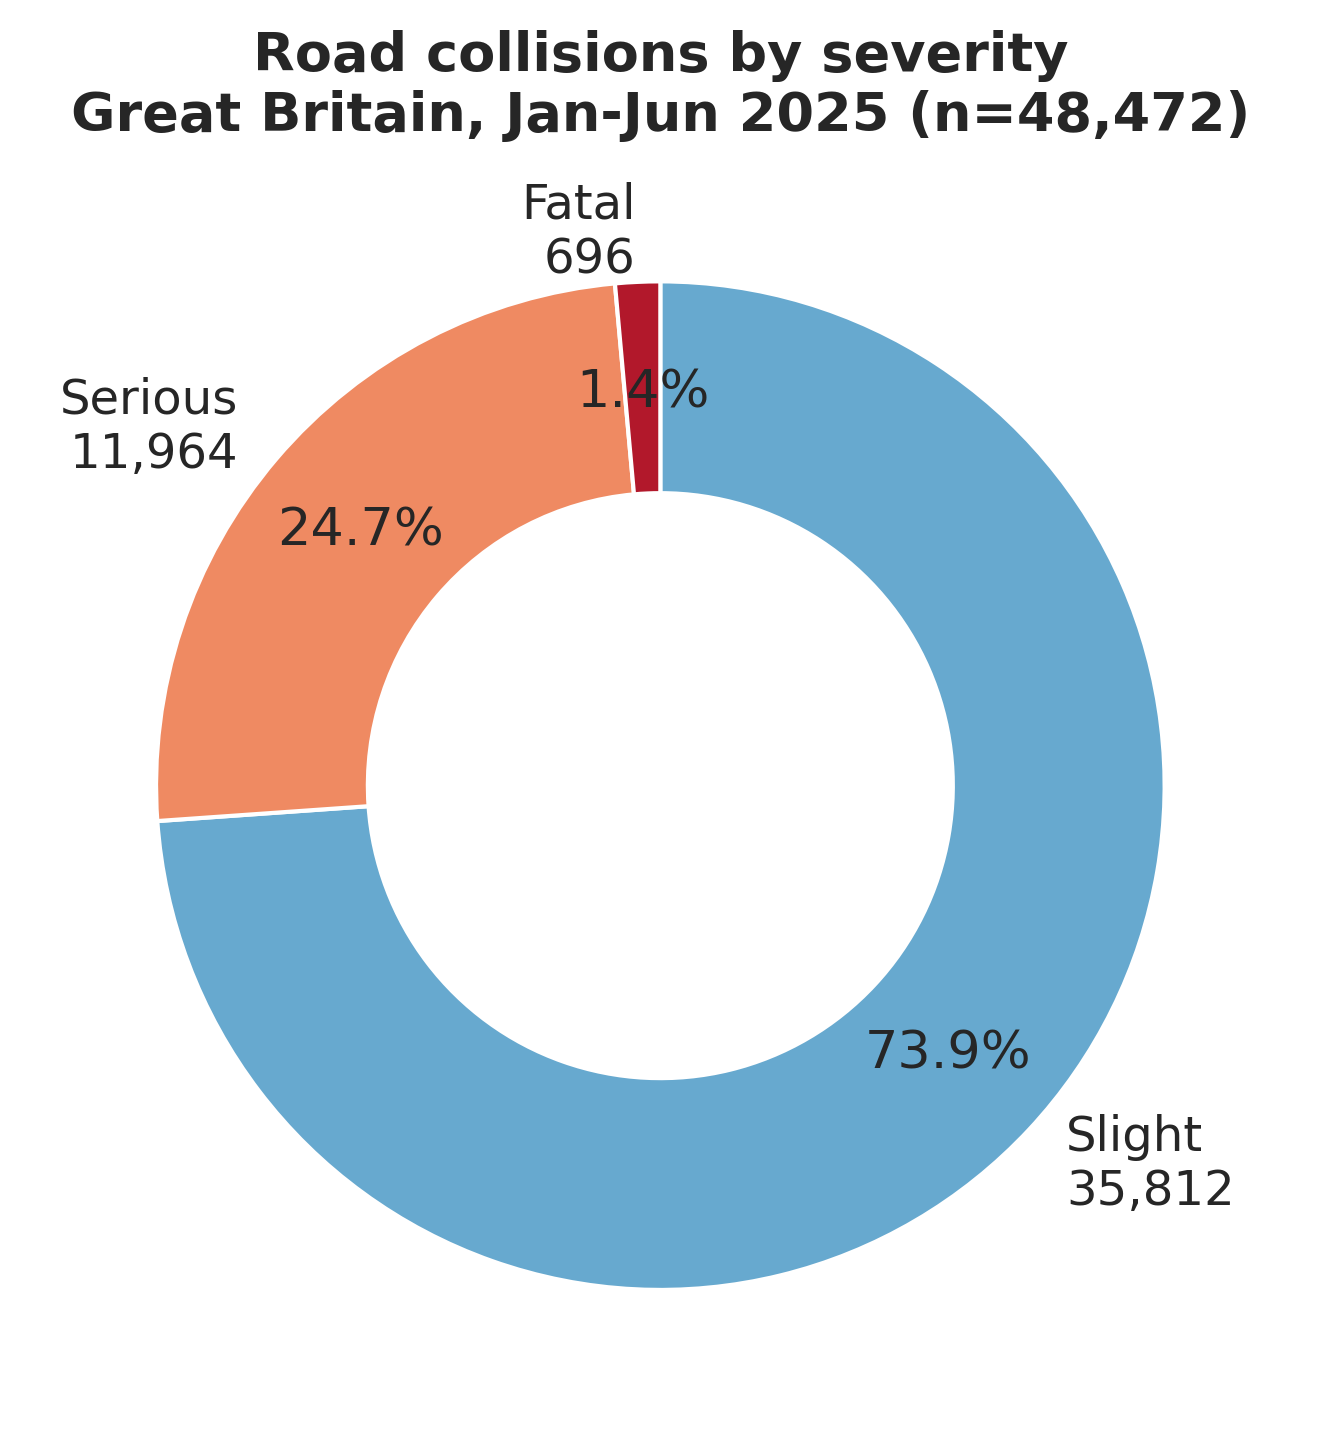 Road collisions by severity
Great Britain, Jan-Jun 2025 (n=48,472)
Fatal
696
1.4%
Serious
11,964
24.7%
73.9%
Slight
35,812